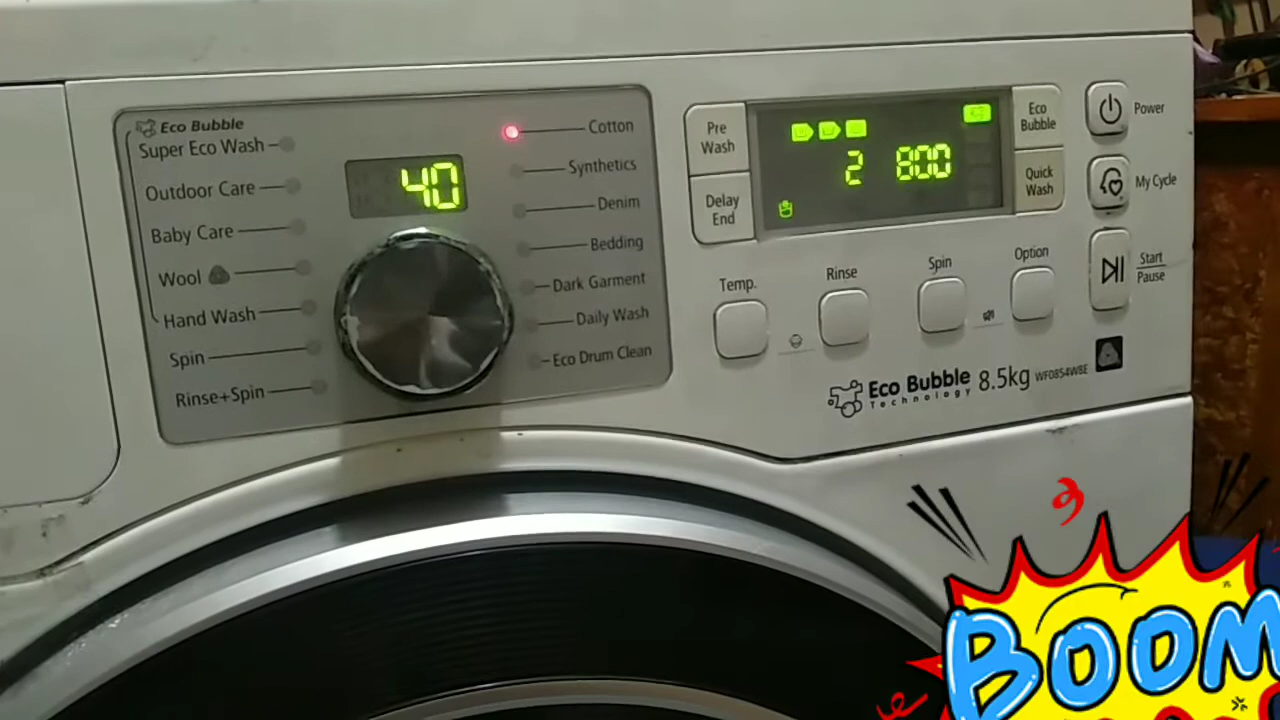 Eco Bubble
Super Eco Wash
Outdoor Care
Baby Care
Wool
Hand Wash
Spin
Rinse+Spin
40
Cotton
Synthetics
Denim
Bedding
Dark Garment
Daily Wash
Eco Drum Clean
Pre
Wash
Delay
End
2 800
Eco
Bubble
Quick
Wash
Power
My Cycle
Start
Pause
Temp.
Rinse
Spin
Option
Eco Bubble
Technology
8.5kg
WF0854W8E
BOOM